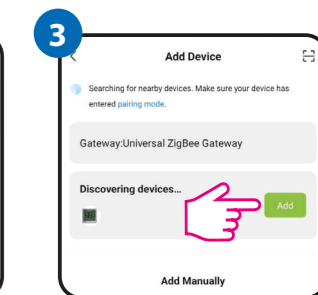 3
Add Device
Searching for nearby devices. Make sure your device has
entered pairing mode.
Gateway:Universal ZigBee Gateway
Discovering devices...
Add
Add Manually